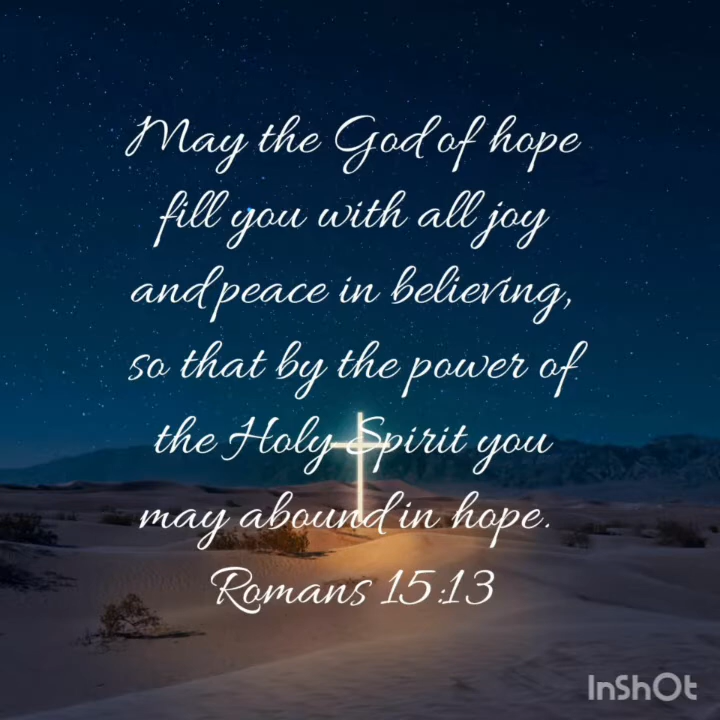 May the God of hope
fill you with all joy
and peace in believing,
so that by the power of
the Holy Spirit you
may abound in hope.
Romans 15:13
InShOt